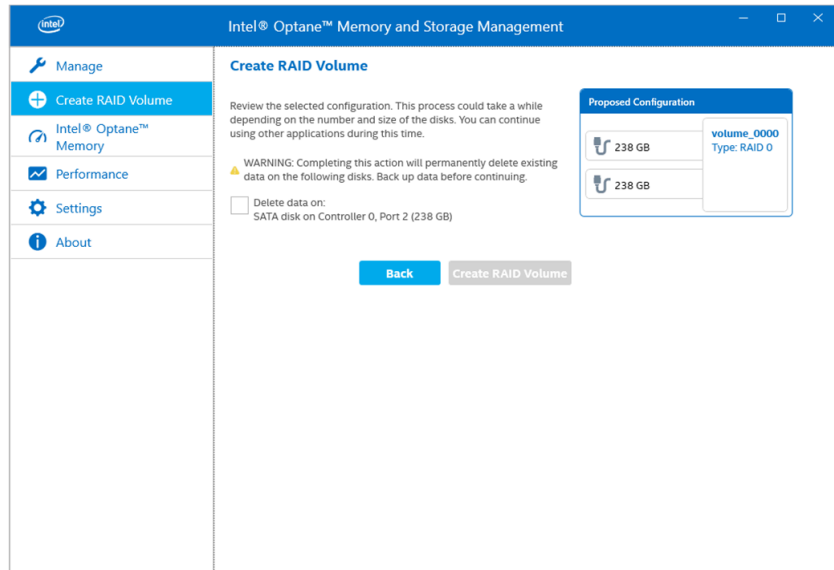 intel
Intel® Optane™ Memory and Storage Management
Manage
Create RAID Volume
Intel® Optane™
Memory
Performance
Settings
About
Create RAID Volume
Review the selected configuration. This process could take a while
depending on the number and size of the disks. You can continue
using other applications during this time.
WARNING: Completing this action will permanently delete existing
data on the following disks. Back up data before continuing.
Delete data on:
SATA disk on Controller 0, Port 2 (238 GB)
Back
Create RAID Volume
Proposed Configuration
238 GB
238 GB
volume_0000
Type: RAID 0